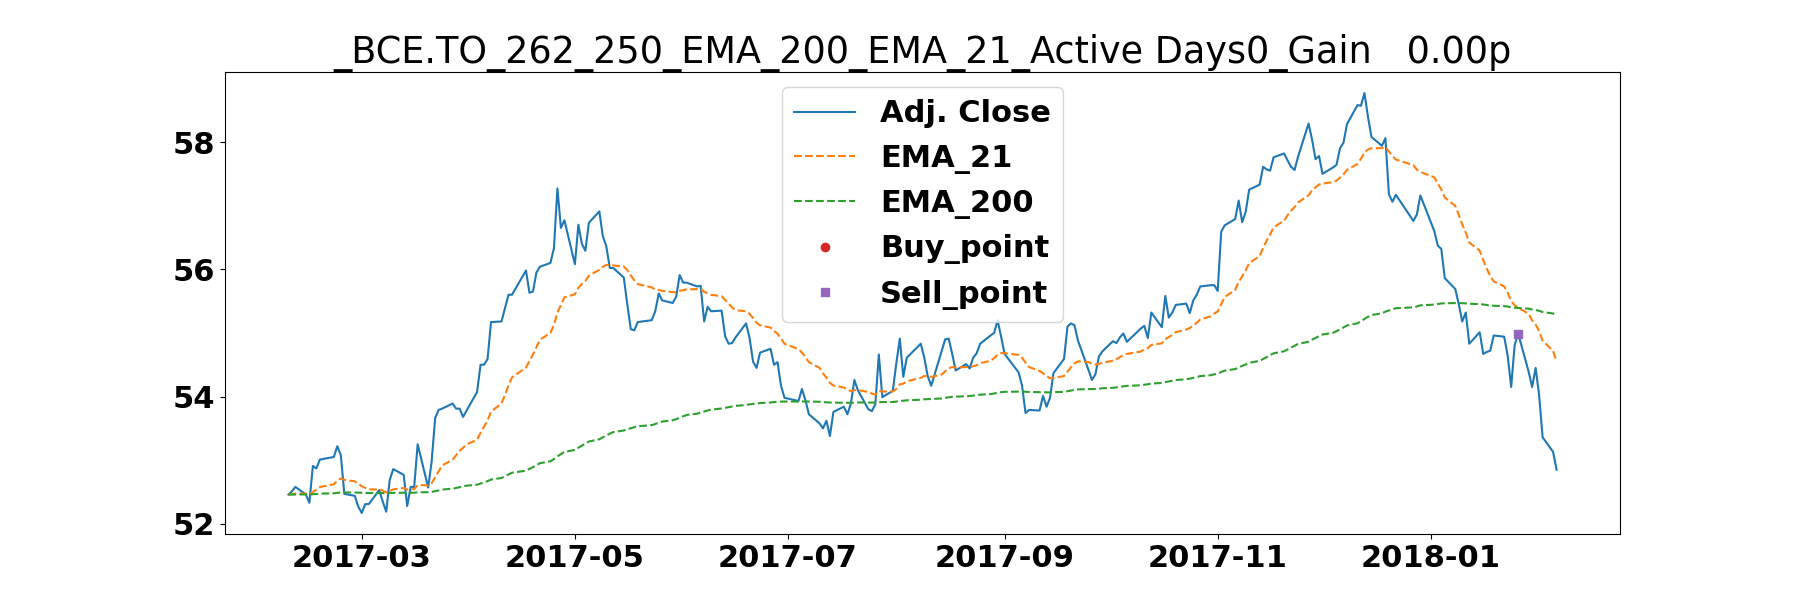 _BCE.TO_262_250_EMA_200_EMA_21_Active Days0_Gain   0.00p
Adj. Close
EMA_21
EMA_200
Buy_point
Sell_point
58
56
54
52
2017-03 2017-05 2017-07 2017-09 2017-11 2018-01